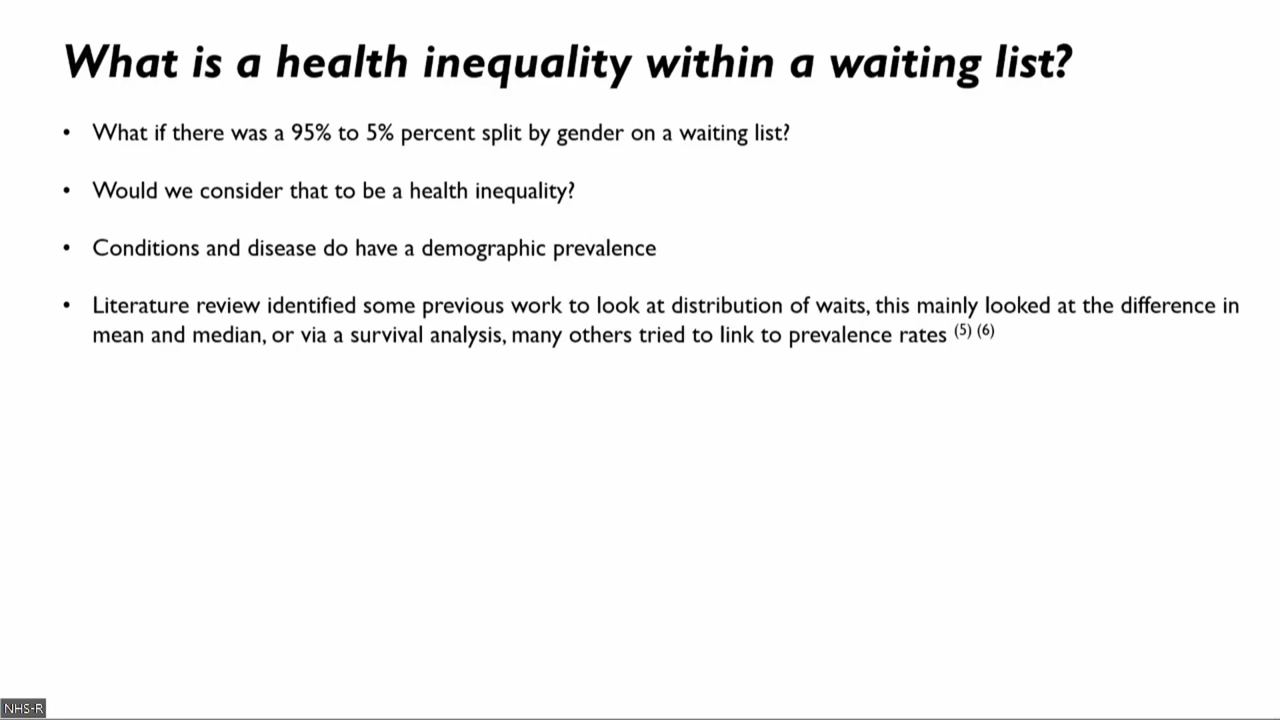 What is a health inequality within a waiting list?
• What if there was a 95% to 5% percent split by gender on a waiting list?
• Would we consider that to be a health inequality?
• Conditions and disease do have a demographic prevalence
• Literature review identified some previous work to look at distribution of waits, this mainly looked at the difference in
mean and median, or via a survival analysis, many others tried to link to prevalence rates (5) (6)
NHS-R